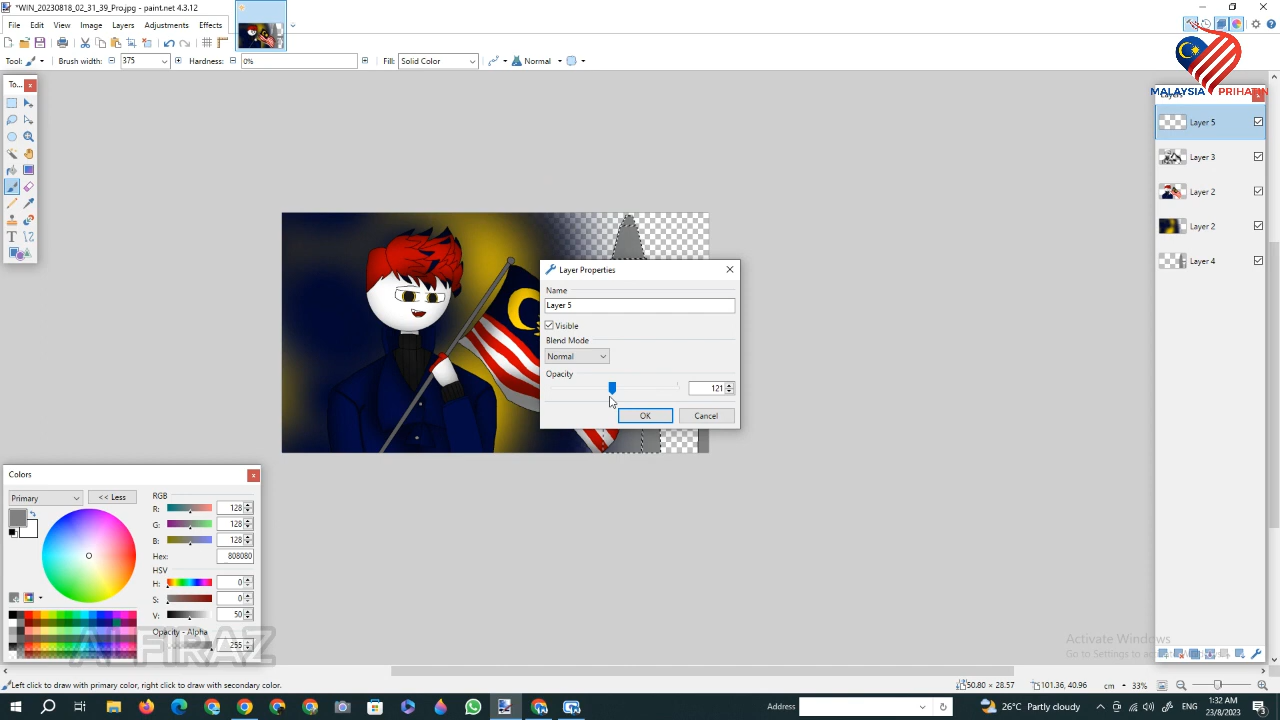 *WIN_20230818_02_31_39_Pro.jpg - paint.net 4.3.12
File Edit View Image Layers Adjustments Effects
Tool: Brush width: 375 Hardness: 0% Fill: Solid Color Normal
To...
MALAYSIA PRIHATIN
Layers
Layer 5
Layer 3
Layer 2
Layer 2
Layer 4
Layer Properties
Name
Layer 5
Visible
Blend Mode
Normal
Opacity
121
OK Cancel
Colors
Primary << Less
RGB
R: 128
G: 128
B: 128
Hex: 808080
HSV
H: 0
S: 0
V: 50
Opacity - Alpha
255
ALFIRAZ
Activate Windows
Left click to draw with primary color, right click to draw with secondary color.
50.80 × 28.57 101.36, 40.96 cm 33%
Address
26°C Partly cloudy
ENG
1:32 AM
23/8/2023